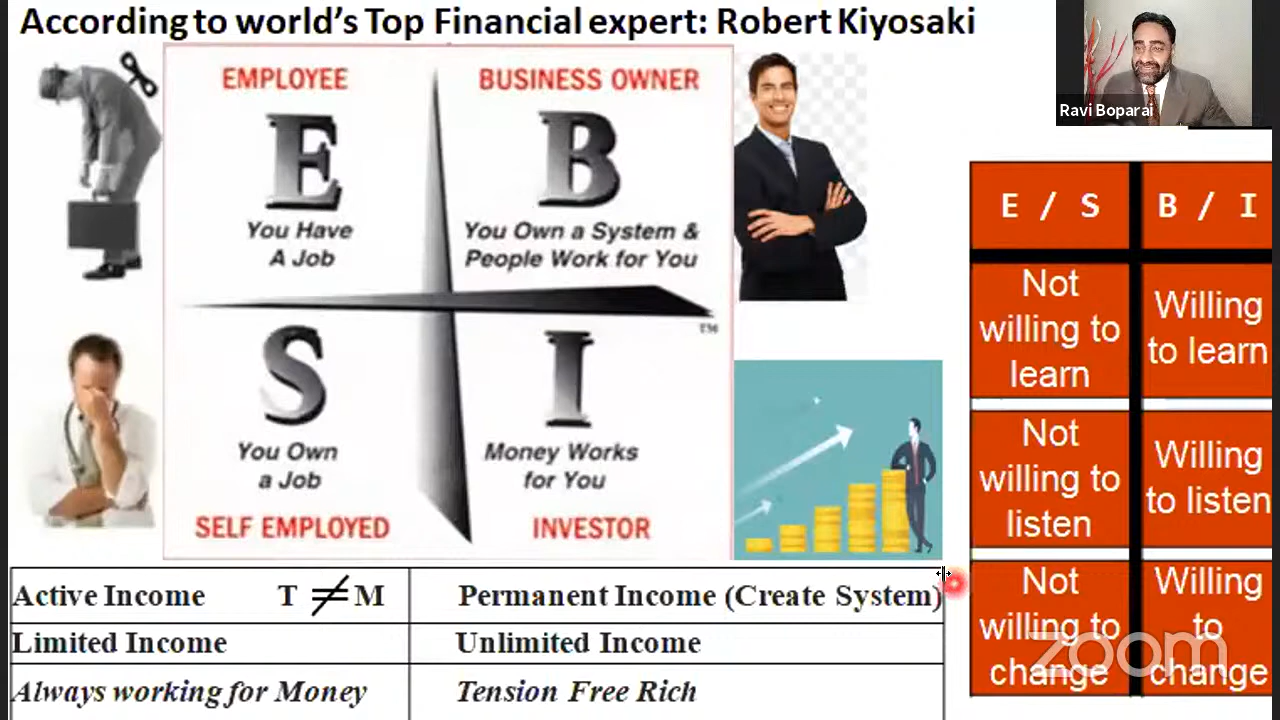 According to world's Top Financial expert: Robert Kiyosaki
Ravi Boparai
EMPLOYEE
E
You Have
A Job
BUSINESS OWNER
B
You Own a System &
People Work for You
TM
S
You Own
a Job
SELF EMPLOYED
I
Money Works
for You
INVESTOR
Active Income T ≠ M
Permanent Income (Create System)
Limited Income
Unlimited Income
Always working for Money
Tension Free Rich
E / S
B / I
Not
willing to
learn
Willing
to learn
Not
willing to
listen
Willing
to listen
Not
willing to
change
Willing
to
change
zoom